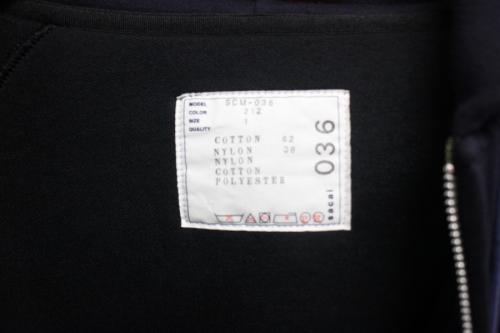 MODEL SCM-036
COLOR 212
SIZE 1
QUALITY
COTTON 62
NYLON 38
NYLON
COTTON
POLYESTER
036
sacai